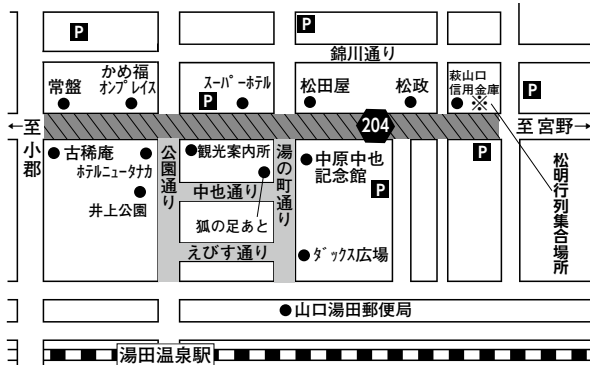 P
P
錦川通り
常盤
かめ福
オンプレイス
スーパーホテル
P
松田屋
松政
萩山口
信用金庫
※
P
←至
小郡
204
至 宮野→
古稀庵
ホテルニュータナカ
井上公園
公園通り
観光案内所
中也通り
狐の足あと
えびす通り
湯の町通り
中原中也
記念館
P
ダックス広場
P
松明行列集合場所
山口湯田郵便局
湯田温泉駅